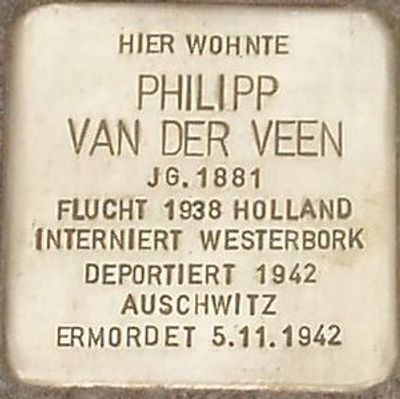 HIER WOHNTE
PHILIPP
VAN DER VEEN
JG. 1881
FLUCHT 1938 HOLLAND
INTERNIERT WESTERBORK
DEPORTIERT 1942
AUSCHWITZ
ERMORDET 5.11.1942